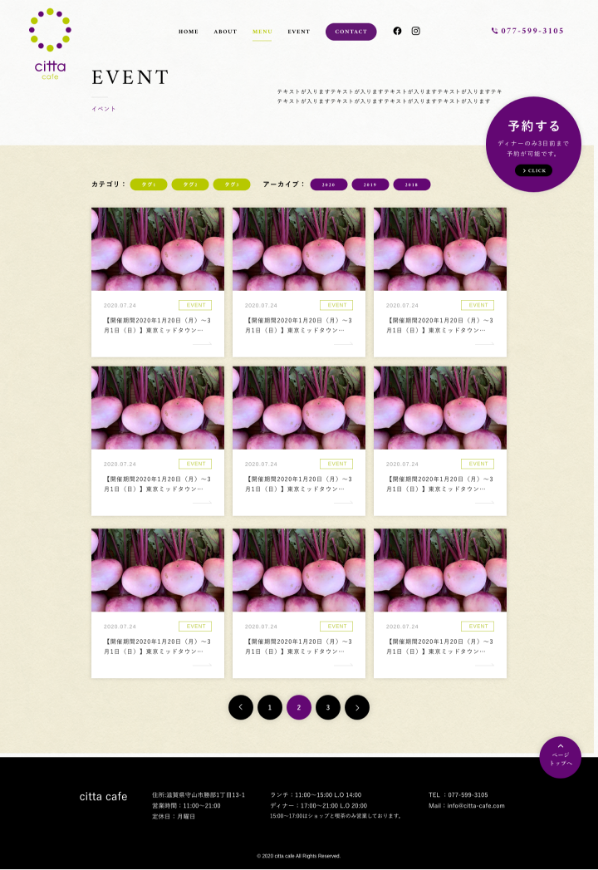 citta
cafe
HOME ABOUT MENU EVENT CONTACT 077-599-3105
EVENT
イベント
テキストが入りますテキストが入りますテキストが入りますテキストが入りますテキ
テキストが入りますテキストが入りますテキストが入りますテキストが入ります
予約する
ディナーのみ3日前まで
予約が可能です。
CLICK
カテゴリ： タグ1 タグ2 タグ3 アーカイブ： 2020 2019 2018
2020.07.24 EVENT
【開催期間2020年1月20日（月）〜3
月1日（日）】東京ミッドタウン…
2020.07.24 EVENT
【開催期間2020年1月20日（月）〜3
月1日（日）】東京ミッドタウン…
2020.07.24 EVENT
【開催期間2020年1月20日（月）〜3
月1日（日）】東京ミッドタウン…
2020.07.24 EVENT
【開催期間2020年1月20日（月）〜3
月1日（日）】東京ミッドタウン…
2020.07.24 EVENT
【開催期間2020年1月20日（月）〜3
月1日（日）】東京ミッドタウン…
2020.07.24 EVENT
【開催期間2020年1月20日（月）〜3
月1日（日）】東京ミッドタウン…
2020.07.24 EVENT
【開催期間2020年1月20日（月）〜3
月1日（日）】東京ミッドタウン…
2020.07.24 EVENT
【開催期間2020年1月20日（月）〜3
月1日（日）】東京ミッドタウン…
2020.07.24 EVENT
【開催期間2020年1月20日（月）〜3
月1日（日）】東京ミッドタウン…
1 2 3
ページ
トップへ
citta cafe
住所:滋賀県守山市勝部1丁目13-1
営業時間：11:00〜21:00
定休日：月曜日
ランチ：11:00〜15:00 L.O 14:00
ディナー：17:00〜21:00 L.O 20:00
15:00〜17:00はショップと喫茶のみ営業しております。
TEL ：077-599-3105
Mail：info@citta-cafe.com
© 2020 citta cafe All Rights Reserved.